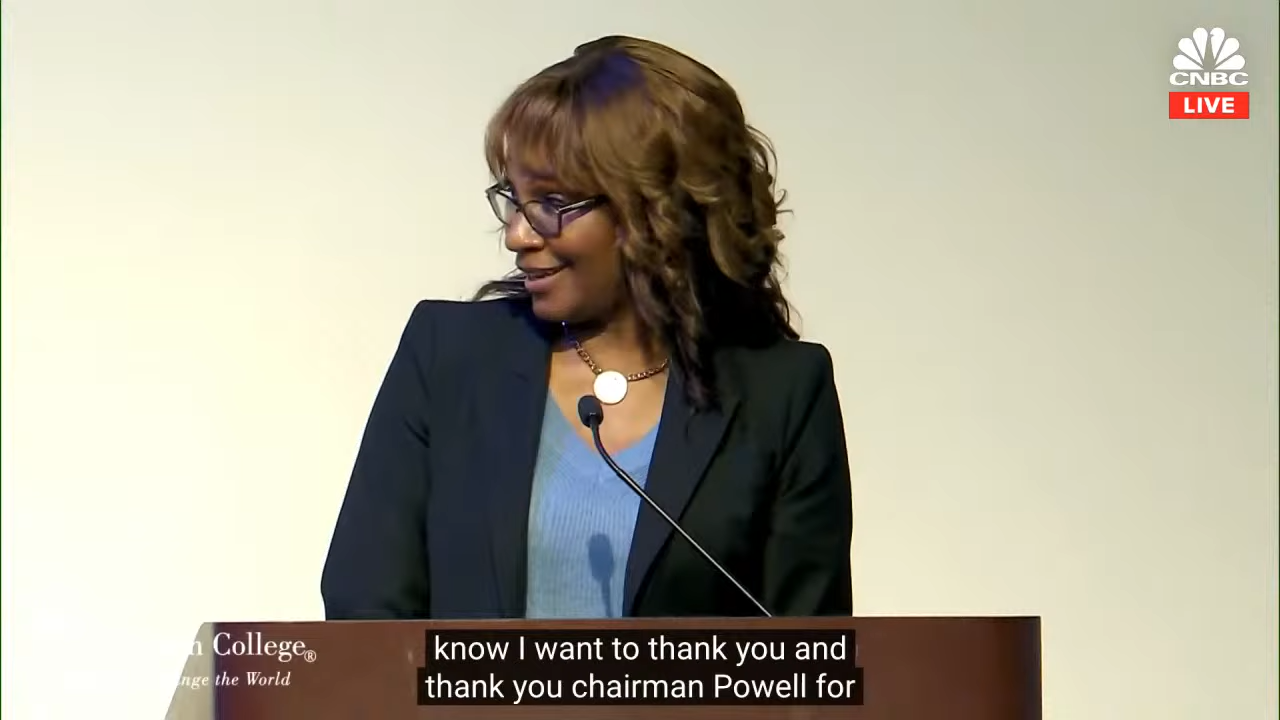 CNBC
LIVE
College®
the World
know I want to thank you and
thank you chairman Powell for